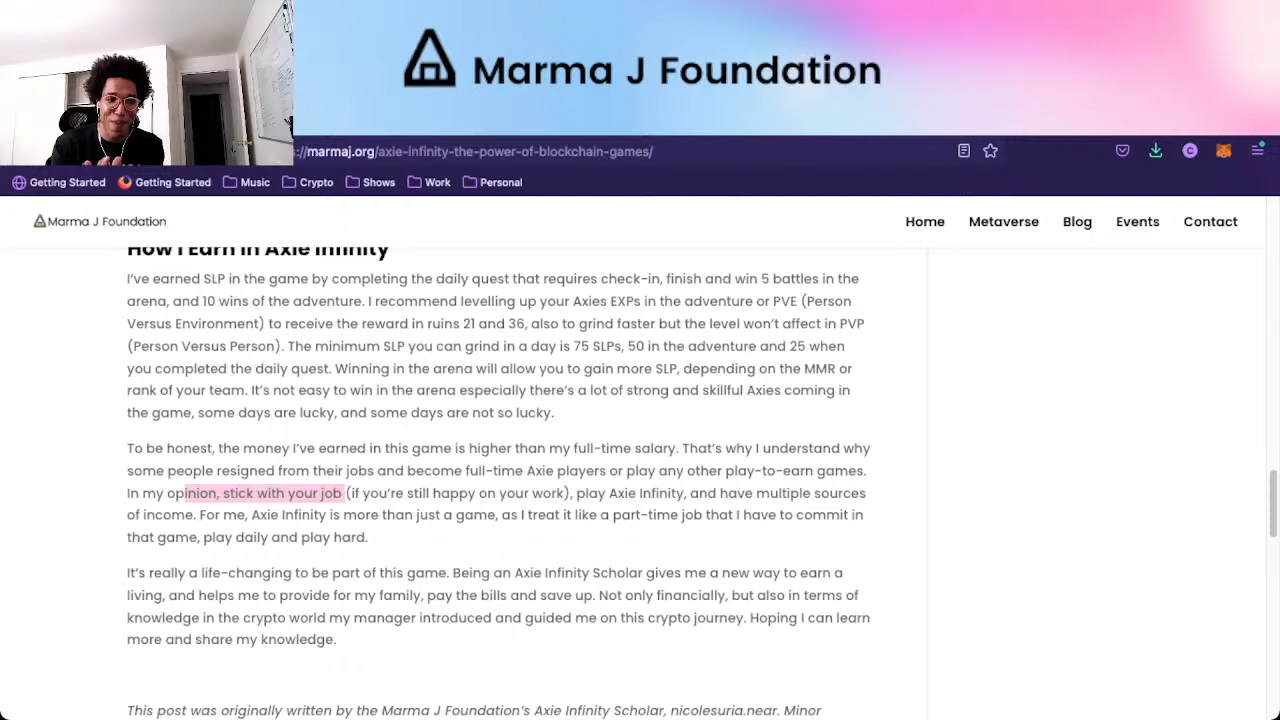 Marma J Foundation
://marmaj.org/axie-infinity-the-power-of-blockchain-games/
Getting Started Getting Started Music Crypto Shows Work Personal
Marma J Foundation Home Metaverse Blog Events Contact
How I Earn in Axie Infinity
I've earned SLP in the game by completing the daily quest that requires check-in, finish and win 5 battles in the
arena, and 10 wins of the adventure. I recommend levelling up your Axies EXPs in the adventure or PVE (Person
Versus Environment) to receive the reward in ruins 21 and 36, also to grind faster but the level won't affect in PVP
(Person Versus Person). The minimum SLP you can grind in a day is 75 SLPs, 50 in the adventure and 25 when
you completed the daily quest. Winning in the arena will allow you to gain more SLP, depending on the MMR or
rank of your team. It's not easy to win in the arena especially there's a lot of strong and skillful Axies coming in
the game, some days are lucky, and some days are not so lucky.
To be honest, the money I've earned in this game is higher than my full-time salary. That's why I understand why
some people resigned from their jobs and become full-time Axie players or play any other play-to-earn games.
In my opinion, stick with your job (if you're still happy on your work), play Axie Infinity, and have multiple sources
of income. For me, Axie Infinity is more than just a game, as I treat it like a part-time job that I have to commit in
that game, play daily and play hard.
It's really a life-changing to be part of this game. Being an Axie Infinity Scholar gives me a new way to earn a
living, and helps me to provide for my family, pay the bills and save up. Not only financially, but also in terms of
knowledge in the crypto world my manager introduced and guided me on this crypto journey. Hoping I can learn
more and share my knowledge.
This post was originally written by the Marma J Foundation's Axie Infinity Scholar, nicolesuria.near. Minor